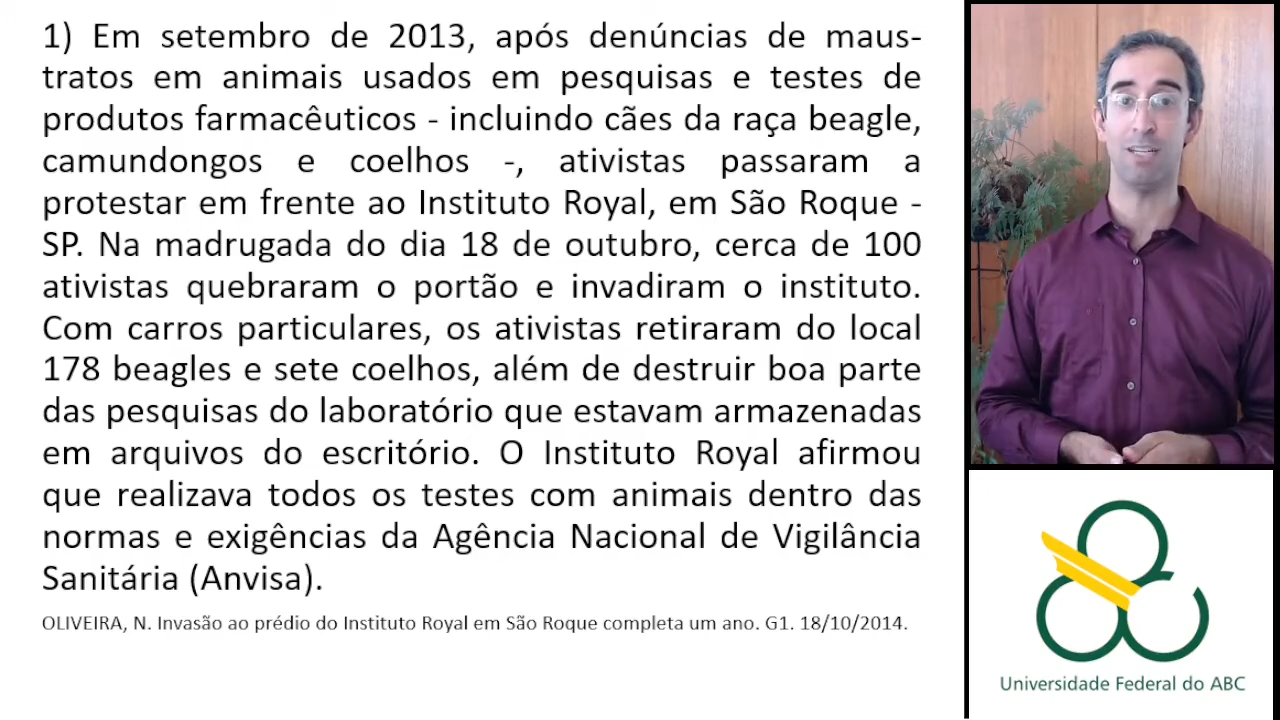 1) Em setembro de 2013, após denúncias de maus-
tratos em animais usados em pesquisas e testes de
produtos farmacêuticos - incluindo cães da raça beagle,
camundongos e coelhos -, ativistas passaram a
protestar em frente ao Instituto Royal, em São Roque -
SP. Na madrugada do dia 18 de outubro, cerca de 100
ativistas quebraram o portão e invadiram o instituto.
Com carros particulares, os ativistas retiraram do local
178 beagles e sete coelhos, além de destruir boa parte
das pesquisas do laboratório que estavam armazenadas
em arquivos do escritório. O Instituto Royal afirmou
que realizava todos os testes com animais dentro das
normas e exigências da Agência Nacional de Vigilância
Sanitária (Anvisa).
OLIVEIRA, N. Invasão ao prédio do Instituto Royal em São Roque completa um ano. G1. 18/10/2014.
Universidade Federal do ABC